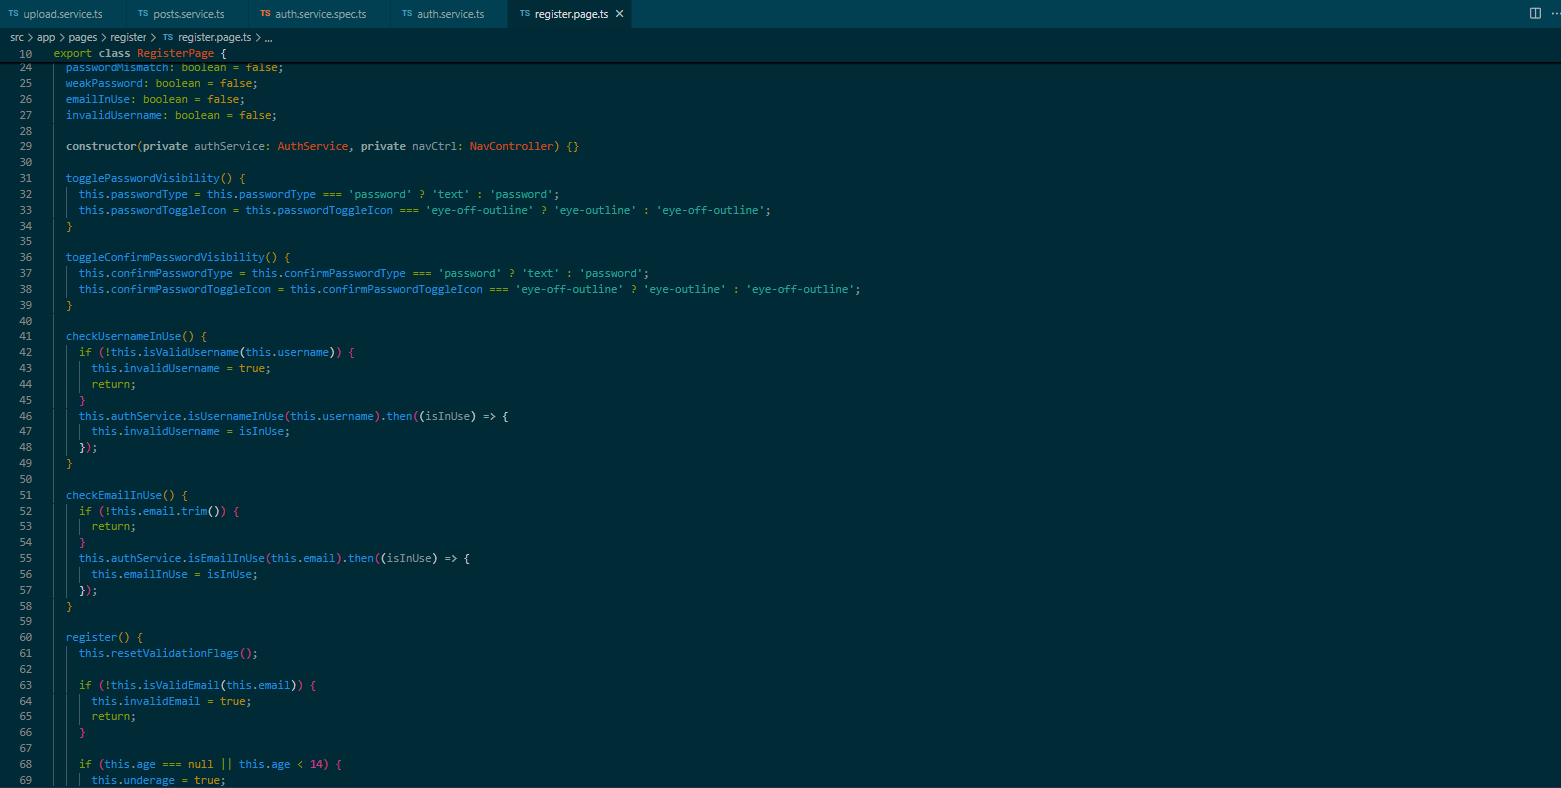 TS upload.service.ts TS posts.service.ts TS auth.service.spec.ts TS auth.service.ts TS register.page.ts ×
src > app > pages > register > TS register.page.ts > ...
10 export class RegisterPage {
24 passwordMismatch: boolean = false;
25 weakPassword: boolean = false;
26 emailInUse: boolean = false;
27 invalidUsername: boolean = false;
28
29 constructor(private authService: AuthService, private navCtrl: NavController) {}
30
31 togglePasswordVisibility() {
32 this.passwordType = this.passwordType === 'password' ? 'text' : 'password';
33 this.passwordToggleIcon = this.passwordToggleIcon === 'eye-off-outline' ? 'eye-outline' : 'eye-off-outline';
34 }
35
36 toggleConfirmPasswordVisibility() {
37 this.confirmPasswordType = this.confirmPasswordType === 'password' ? 'text' : 'password';
38 this.confirmPasswordToggleIcon = this.confirmPasswordToggleIcon === 'eye-off-outline' ? 'eye-outline' : 'eye-off-outline';
39 }
40
41 checkUsernameInUse() {
42 if (!this.isValidUsername(this.username)) {
43 this.invalidUsername = true;
44 return;
45 }
46 this.authService.isUsernameInUse(this.username).then((isInUse) => {
47 this.invalidUsername = isInUse;
48 });
49 }
50
51 checkEmailInUse() {
52 if (!this.email.trim()) {
53 return;
54 }
55 this.authService.isEmailInUse(this.email).then((isInUse) => {
56 this.emailInUse = isInUse;
57 });
58 }
59
60 register() {
61 this.resetValidationFlags();
62
63 if (!this.isValidEmail(this.email)) {
64 this.invalidEmail = true;
65 return;
66 }
67
68 if (this.age === null || this.age < 14) {
69 this.underage = true;